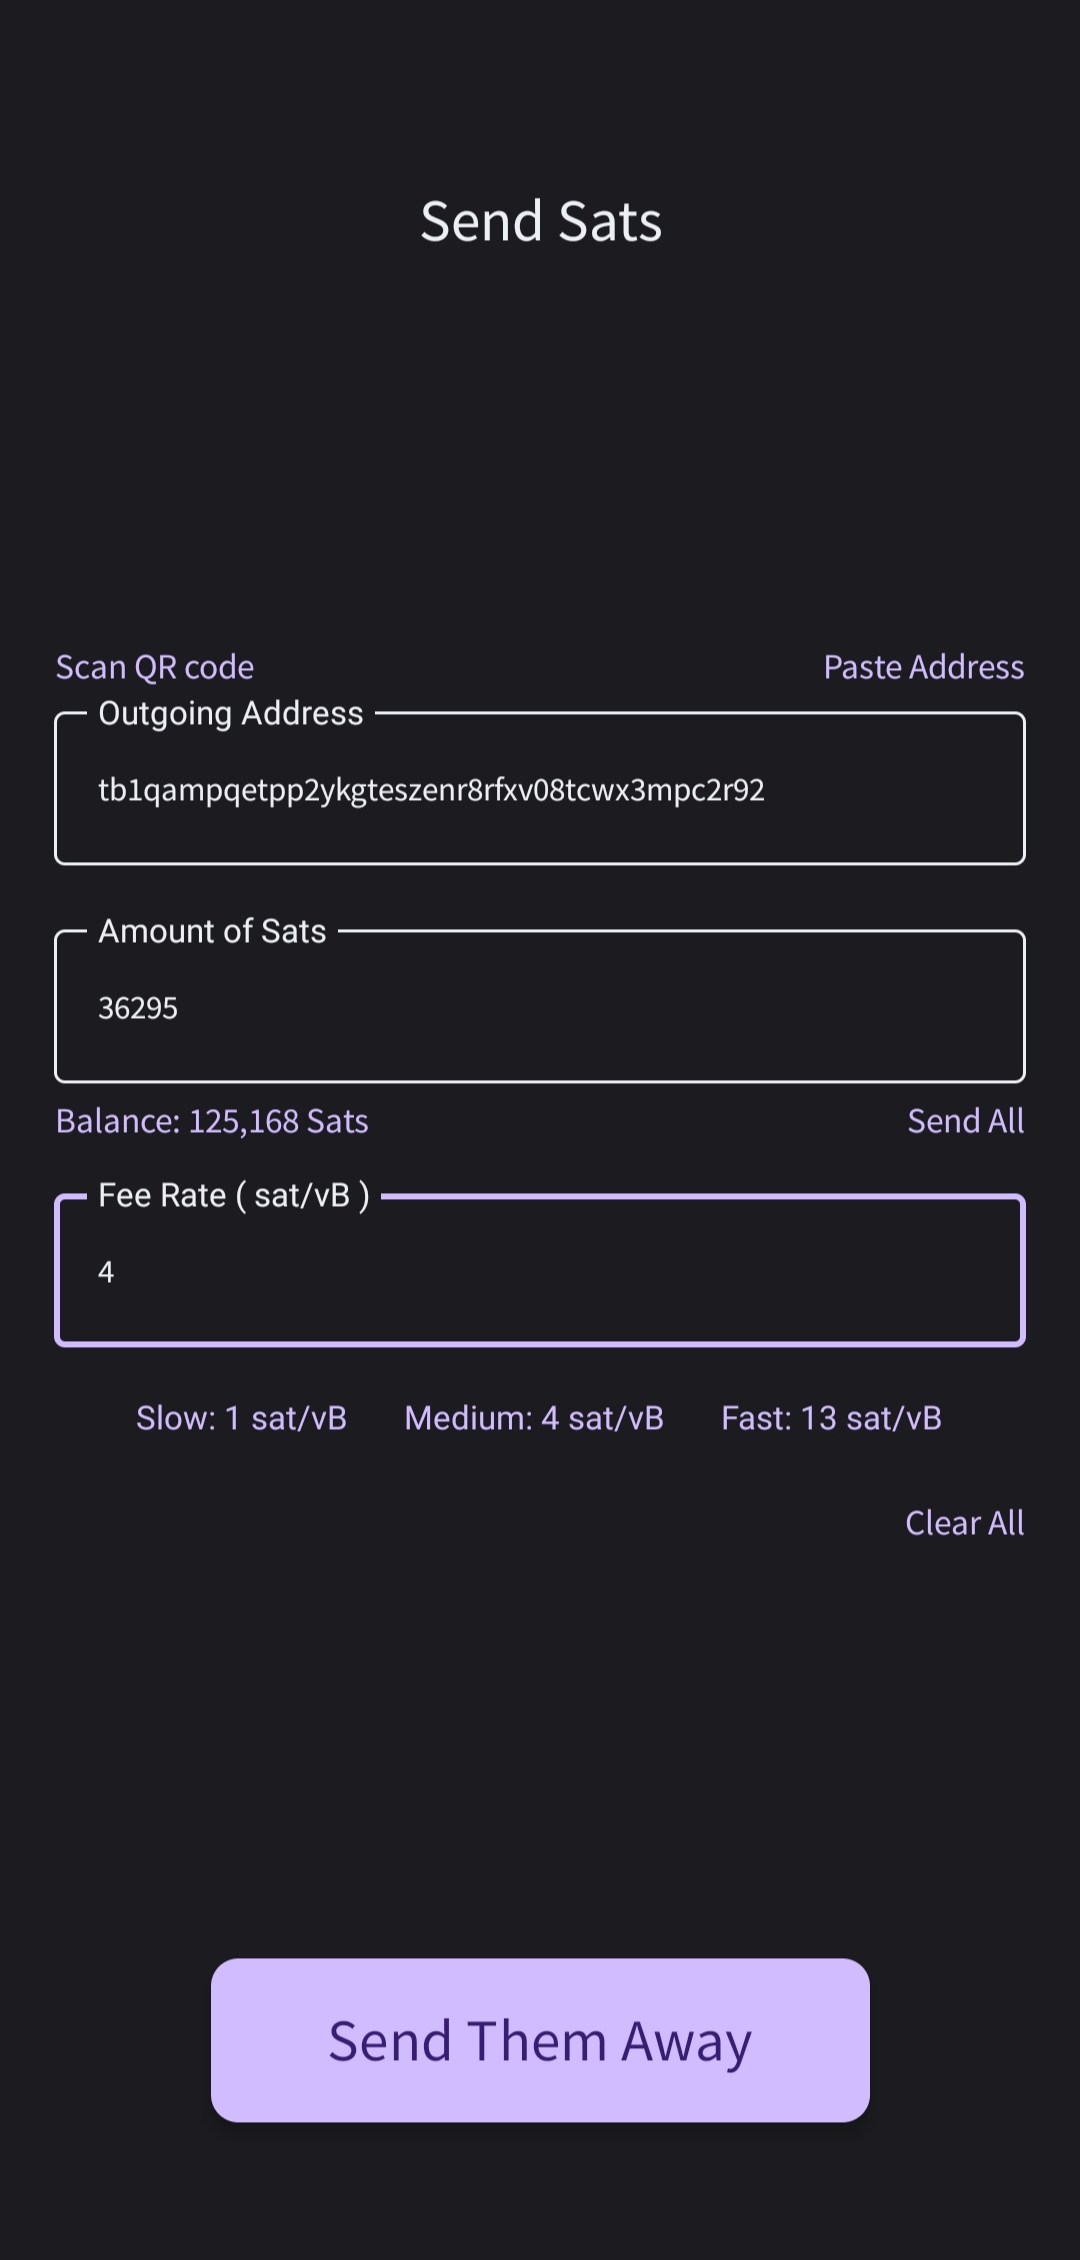 Send Sats
Scan QR code
Paste Address
Outgoing Address
tb1qampqetpp2ykgteszenr8rfxv08tcwx3mpc2r92
Amount of Sats
36295
Balance: 125,168 Sats
Send All
Fee Rate ( sat/vB )
4
Slow: 1 sat/vB
Medium: 4 sat/vB
Fast: 13 sat/vB
Clear All
Send Them Away